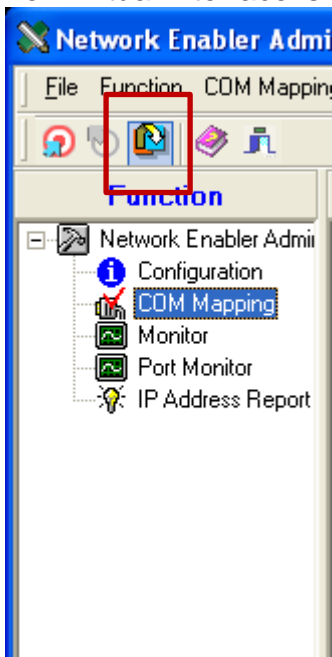 Network Enabler Admi
File Function COM Mapping
Function
Network Enabler Admii
Configuration
COM Mapping
Monitor
Port Monitor
IP Address Report